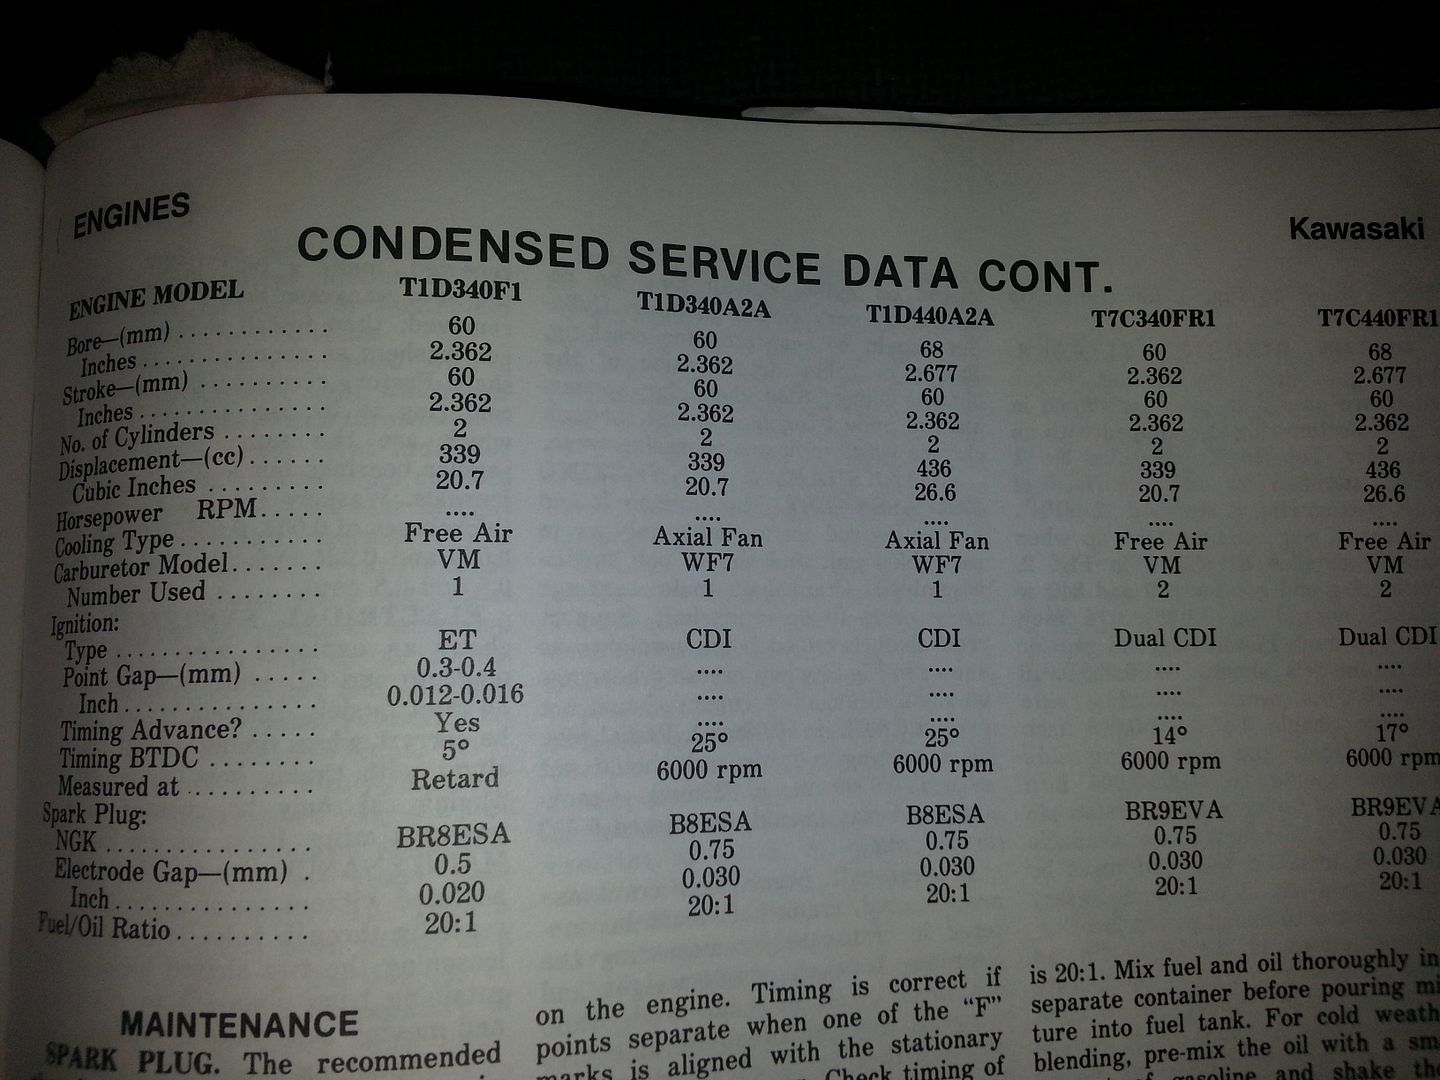 ENGINES
Kawasaki
CONDENSED SERVICE DATA CONT.
ENGINE MODEL T1D340F1 T1D340A2A T1D440A2A T7C340FR1 T7C440FR1
Bore—(mm) ............ 60 60 68 60 68
Inches ............... 2.362 2.362 2.677 2.362 2.677
Stroke—(mm) .......... 60 60 60 60 60
Inches ............... 2.362 2.362 2.362 2.362 2.362
No. of Cylinders ........ 2 2 2 2 2
Displacement—(cc) ...... 339 339 436 339 436
Cubic Inches ......... 20.7 20.7 26.6 20.7 26.6
Horsepower RPM ..... .... .... .... .... ....
Cooling Type ........... Free Air Axial Fan Axial Fan Free Air Free Air
Carburetor Model ....... VM WF7 WF7 VM VM
Number Used ........ 1 1 1 2 2
Ignition:
Type ................ ET CDI CDI Dual CDI Dual CDI
Point Gap—(mm) ..... 0.3-0.4 .... .... .... ....
Inch ............... 0.012-0.016 .... .... .... ....
Timing Advance? ..... Yes .... .... .... ....
Timing BTDC ........ 5° 25° 25° 14° 17°
Measured at .......... Retard 6000 rpm 6000 rpm 6000 rpm 6000 rpm
Spark Plug:
NGK ................ BR8ESA B8ESA B8ESA BR9EVA BR9EVA
Electrode Gap—(mm) . 0.5 0.75 0.75 0.75 0.75
Inch ............... 0.020 0.030 0.030 0.030 0.030
Fuel/Oil Ratio .......... 20:1 20:1 20:1 20:1 20:1
MAINTENANCE
SPARK PLUG. The recommended
on the engine. Timing is correct if
points separate when one of the “F”
marks is aligned with the stationary
Check timing of
is 20:1. Mix fuel and oil thoroughly in
separate container before pouring mi
ture into fuel tank. For cold weath
blending, pre-mix the oil with a sm
of gasoline and shake the